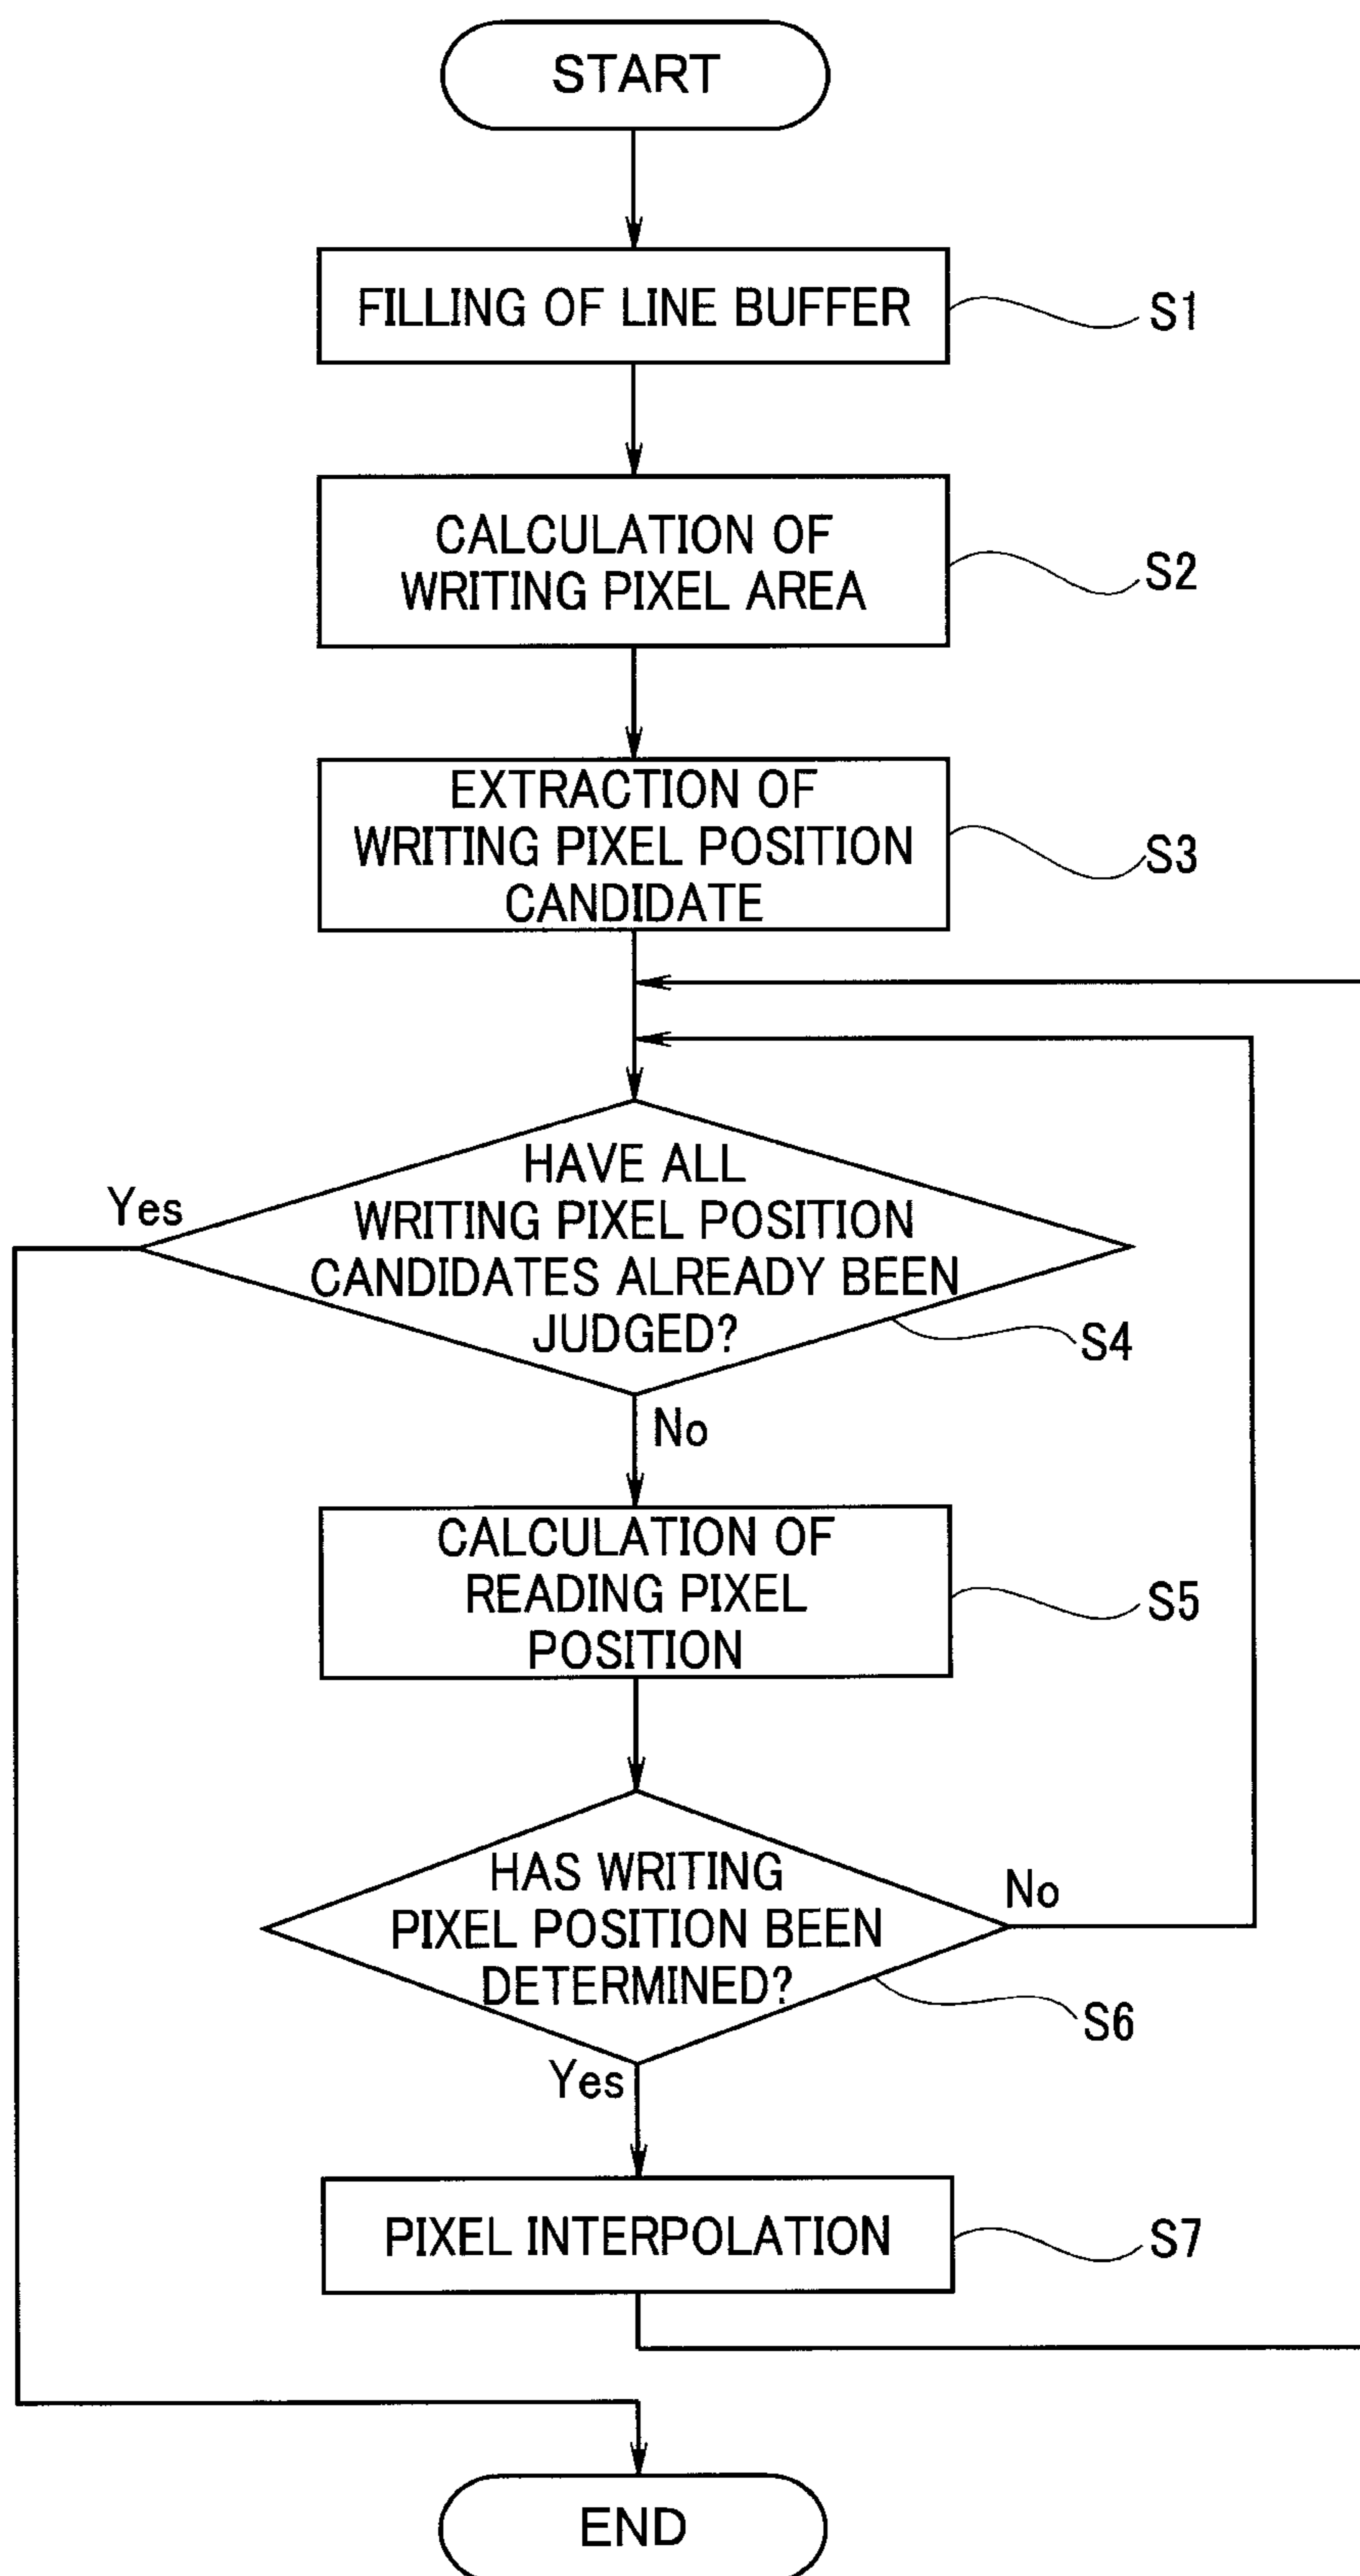 START
FILLING OF LINE BUFFER
S1
CALCULATION OF
WRITING PIXEL AREA
S2
EXTRACTION OF
WRITING PIXEL POSITION
CANDIDATE
S3
HAVE ALL
WRITING PIXEL POSITION
CANDIDATES ALREADY BEEN
JUDGED?
Yes
S4
No
CALCULATION OF
READING PIXEL
POSITION
S5
HAS WRITING
PIXEL POSITION BEEN
DETERMINED?
No
S6
Yes
PIXEL INTERPOLATION
S7
END